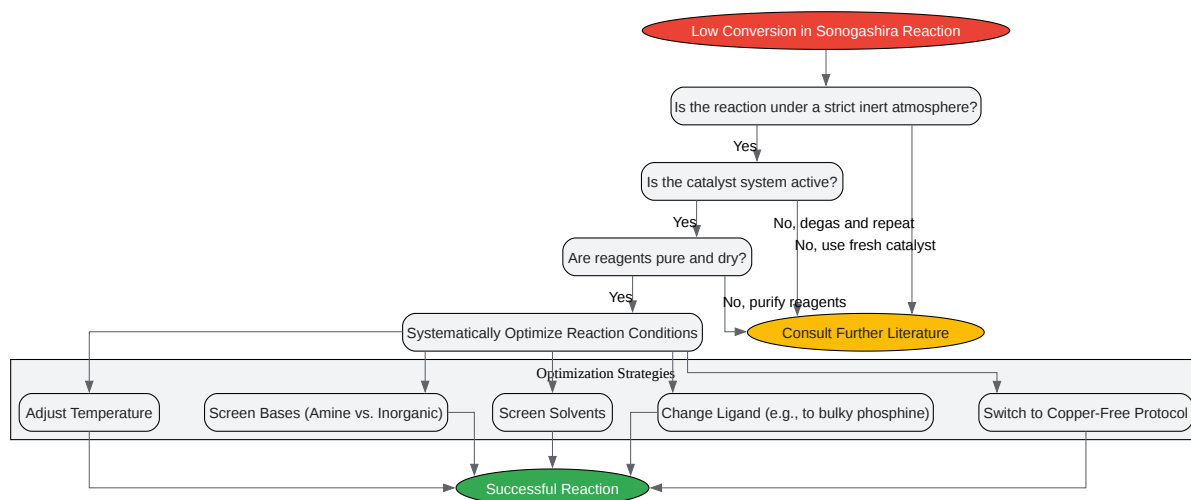 Low Conversion in Sonogashira Reaction
Is the reaction under a strict inert atmosphere?
Yes
Is the catalyst system active?
Yes
No, degas and repeat
No, use fresh catalyst
Are reagents pure and dry?
Yes
No, purify reagents
Systematically Optimize Reaction Conditions
Consult Further Literature
Optimization Strategies
Adjust Temperature
Screen Bases (Amine vs. Inorganic)
Screen Solvents
Change Ligand (e.g., to bulky phosphine)
Switch to Copper-Free Protocol
Successful Reaction